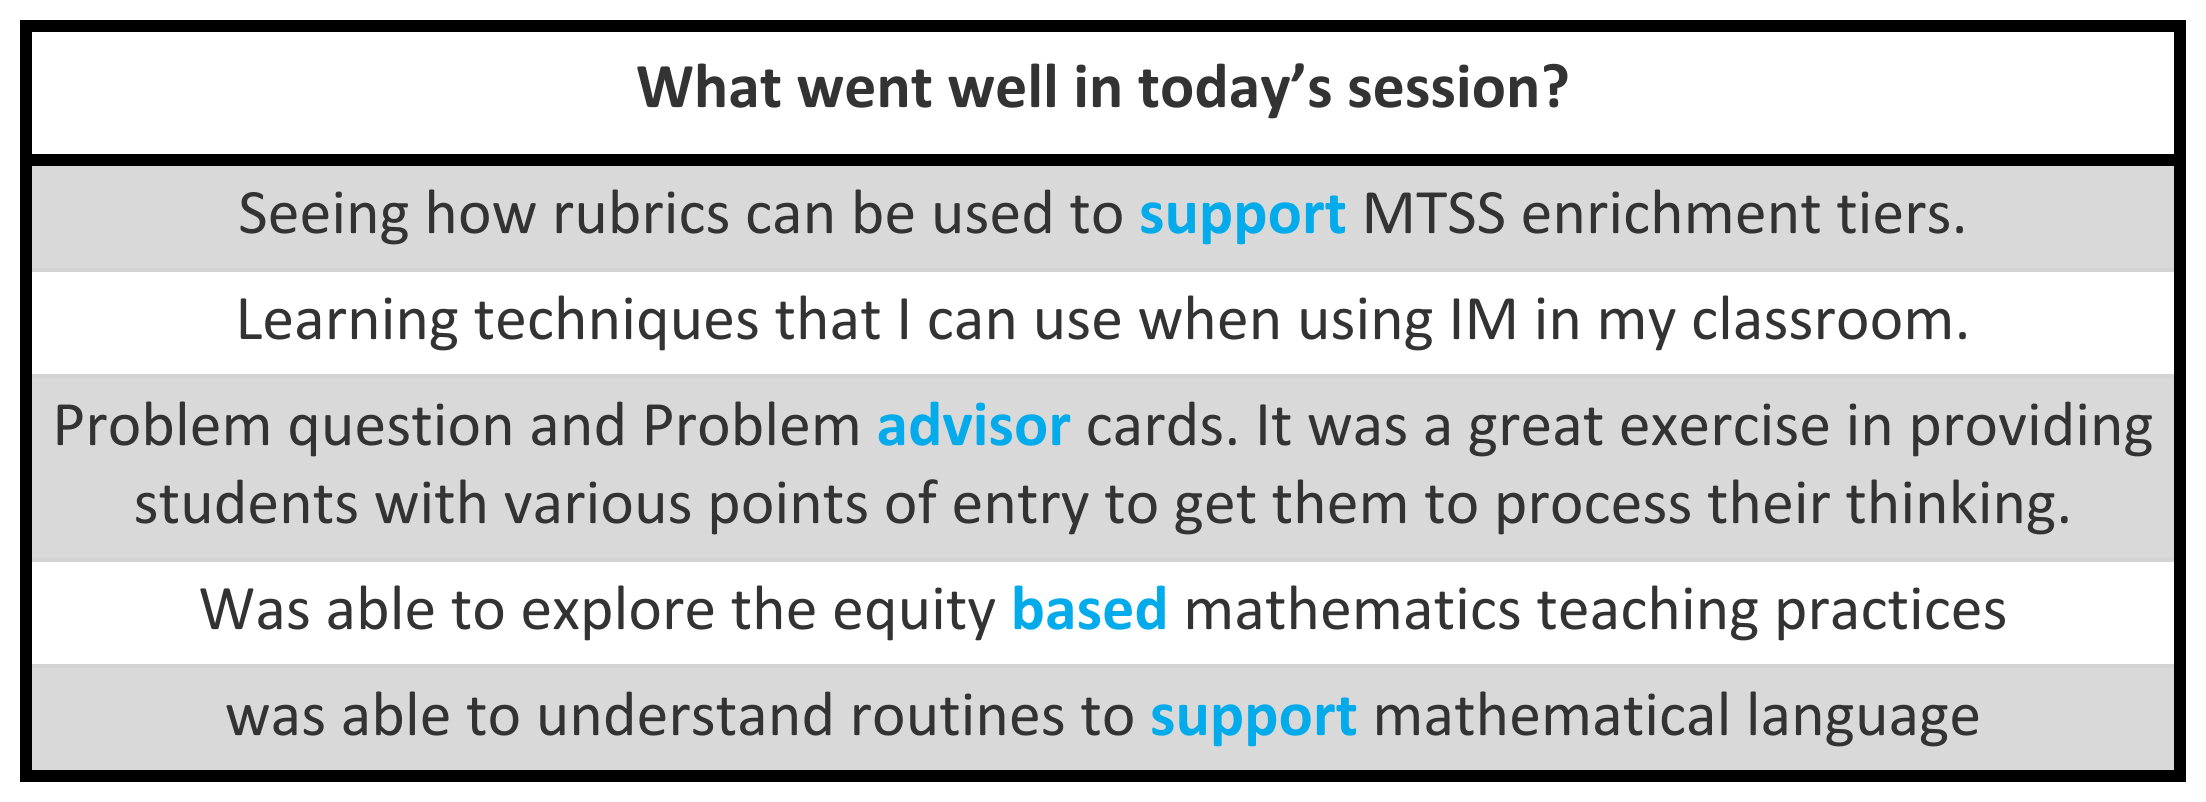 What went well in today’s session?
Seeing how rubrics can be used to support MTSS enrichment tiers.
Learning techniques that I can use when using IM in my classroom.
Problem question and Problem advisor cards. It was a great exercise in providing
students with various points of entry to get them to process their thinking.
Was able to explore the equity based mathematics teaching practices
was able to understand routines to support mathematical language